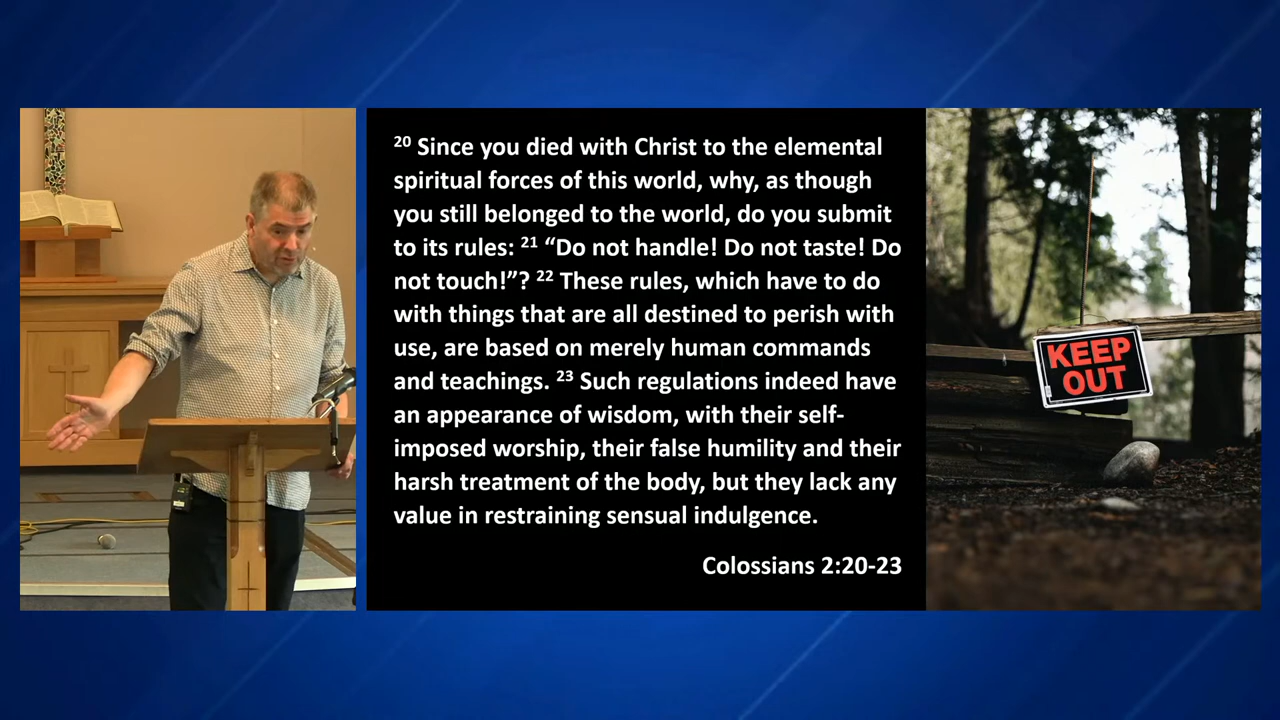 20 Since you died with Christ to the elemental
spiritual forces of this world, why, as though
you still belonged to the world, do you submit
to its rules: 21 “Do not handle! Do not taste! Do
not touch!”? 22 These rules, which have to do
with things that are all destined to perish with
use, are based on merely human commands
and teachings. 23 Such regulations indeed have
an appearance of wisdom, with their self-
imposed worship, their false humility and their
harsh treatment of the body, but they lack any
value in restraining sensual indulgence.
Colossians 2:20-23
KEEP
OUT